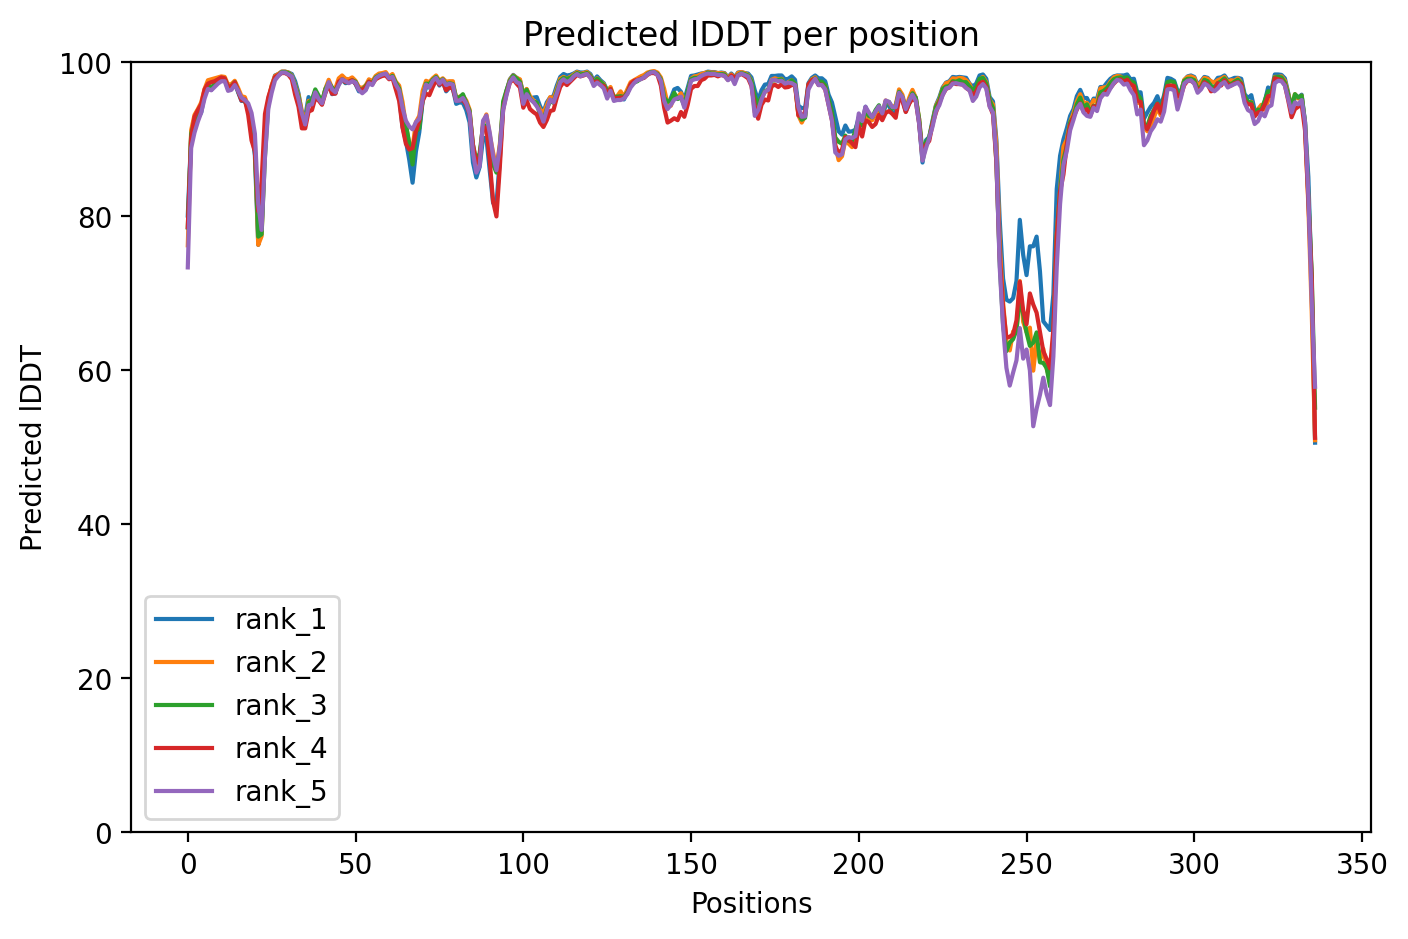 Predicted lDDT per position
100
80
60
40
20
0
Predicted lDDT
rank_1
rank_2
rank_3
rank_4
rank_5
0 50 100 150 200 250 300 350
Positions